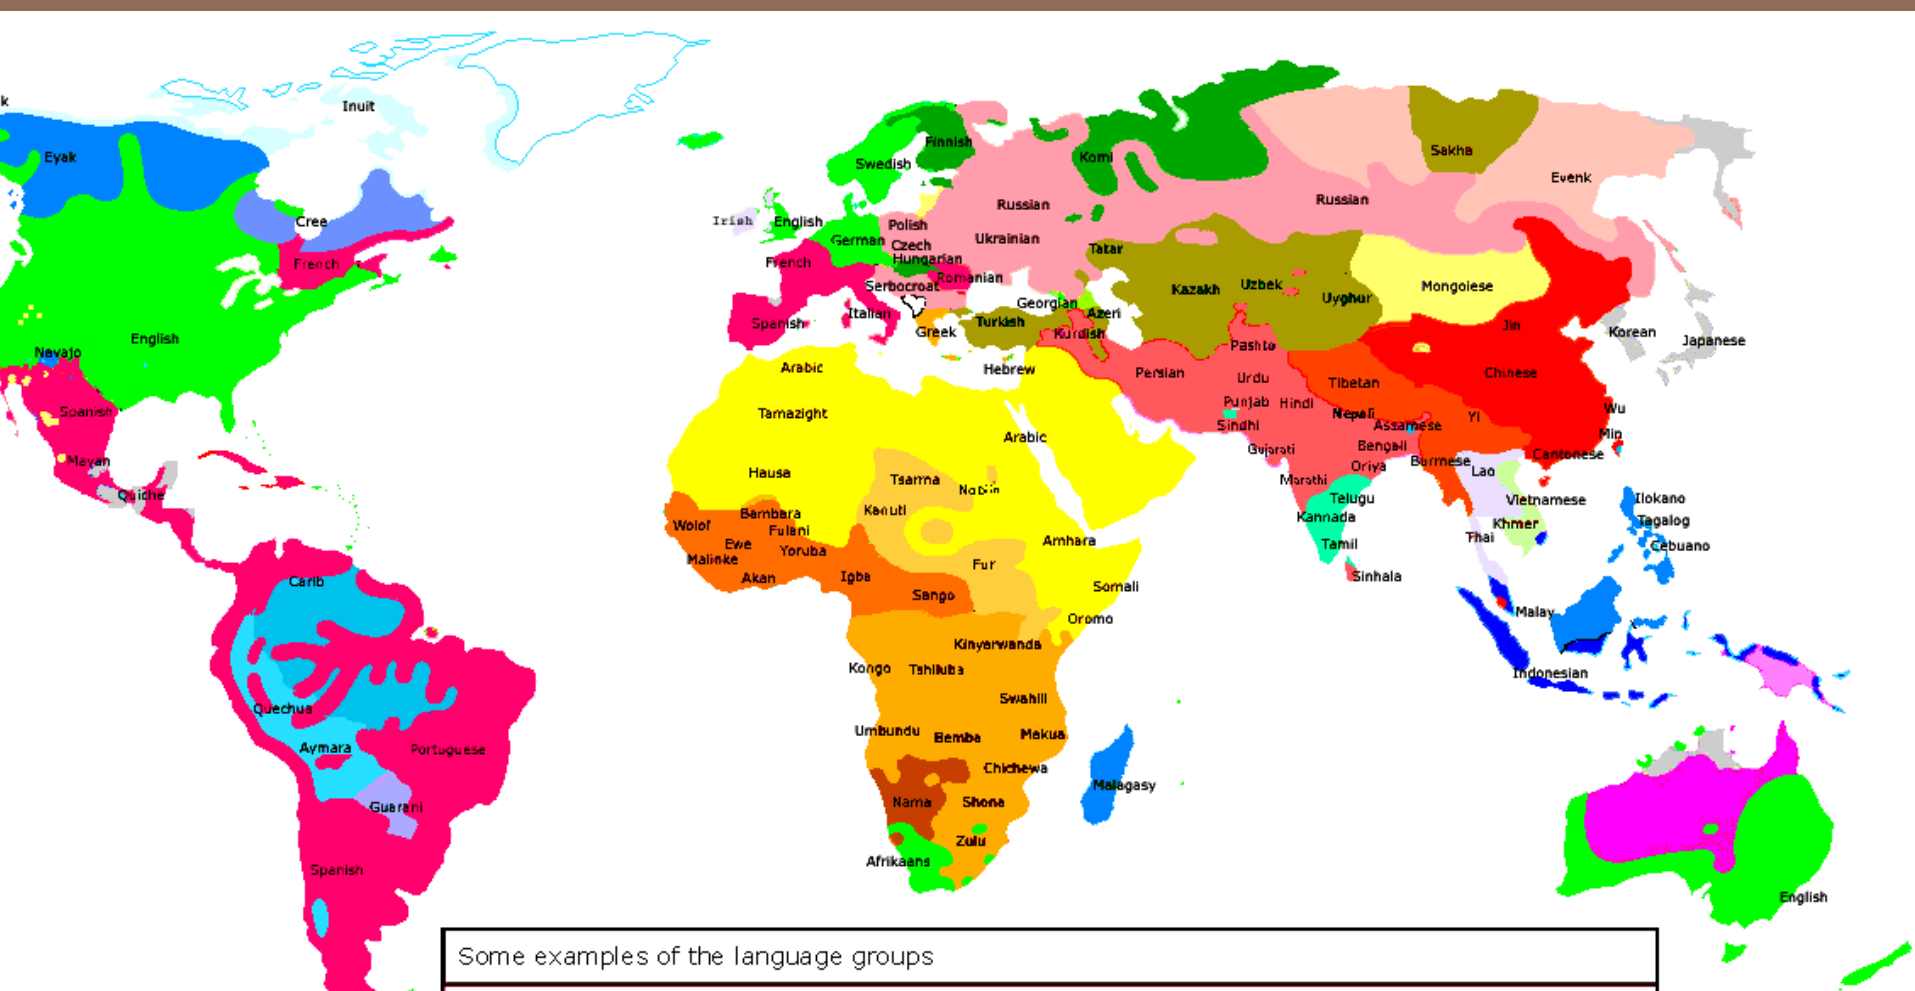 k
Inuit
Eyak
Cree
French
English
Navajo
Spanish
Mayan
Quiche
Carib
Quechua
Aymara
Portuguese
Guarani
Spanish
Finnish
Swedish
Komi
Sakha
Evenk
Russian
Russian
Irish
English
Polish
German
Czech
Ukrainian
Hungarian
Tatar
French
Romanian
Serbocroat
Kazakh
Uzbek
Uyghur
Mongolese
Georgian
Italian
Azeri
Spanish
Turkish
Greek
Kurdish
Jin
Korean
Japanese
Pashto
Arabic
Hebrew
Persian
Urdu
Tibetan
Chinese
Punjab
Hindi
Nepali
Tamazight
Sindhi
Assamese
Yi
Wu
Arabic
Gujarati
Bengali
Min
Cantonese
Oriya
Burmese
Lao
Hausa
Tsarma
Marathi
Telugu
Vietnamese
Ilokano
Kanuti
Kannada
Khmer
Tagalog
Wolof
Bambara
Fulani
Thai
Tamil
Cebuano
Ewe
Yoruba
Amhara
Malinke
Akan
Igba
Fur
Sinhala
Somali
Sango
Malay
Oromo
Kinyarwanda
Kongo
Tshiluba
Indonesian
Swahili
Umbundu
Bemba
Makua
Chichewa
Malagasy
Nama
Shona
Zulu
Afrikaans
English
Some examples of the language groups